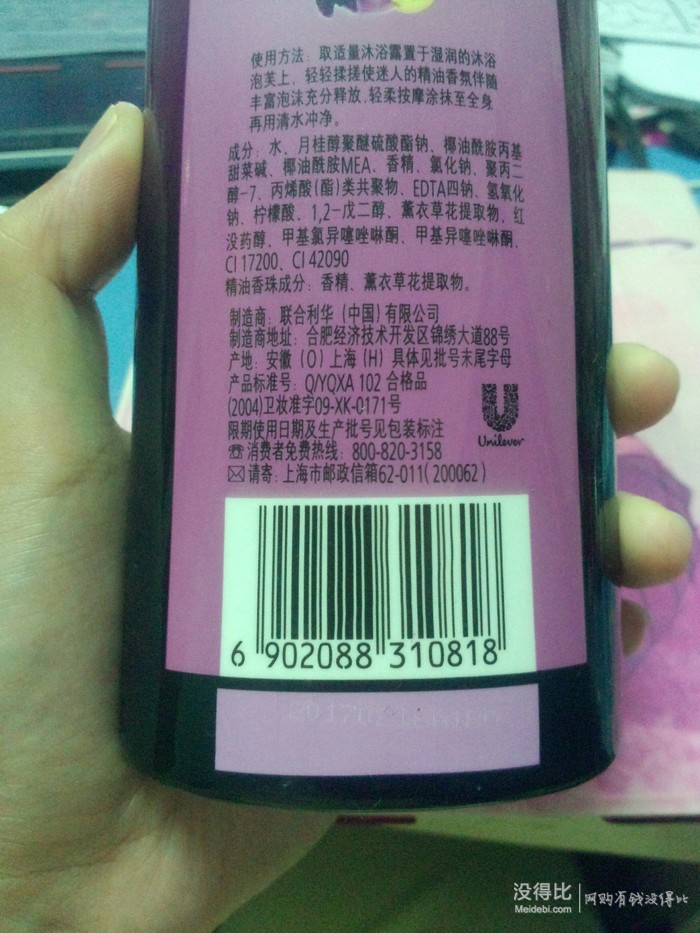 使用方法：取适量沐浴露置于湿润的沐浴
泡芙上，轻轻揉搓使迷人的精油香氛伴随
丰富泡沫充分释放，轻柔按摩涂抹至全身
再用清水冲净。
成分：水、月桂醇聚醚硫酸酯钠、椰油酰胺丙基
甜菜碱、椰油酰胺MEA、香精、氯化钠、聚丙二
醇-7、丙烯酸(酯)类共聚物、EDTA四钠、氢氧化
钠、柠檬酸、1,2-戊二醇、薰衣草花提取物、红
没药醇、甲基氯异噻唑啉酮、甲基异噻唑啉酮、
CI 17200、CI 42090
精油香珠成分：香精、薰衣草花提取物。
制造商：联合利华（中国）有限公司
制造商地址：合肥经济技术开发区锦绣大道88号
产地：安徽（O）上海（H）具体见批号末尾字母
产品标准号：Q/YQXA 102 合格品
(2004)卫妆准字09-XK-0171号
限期使用日期及生产批号见包装标注
消费者免费热线：800-820-3158
请寄：上海市邮政信箱62-011(200062)
Unilever
6 902088 310818
没得比
Meidebi.com
网购有钱没得比